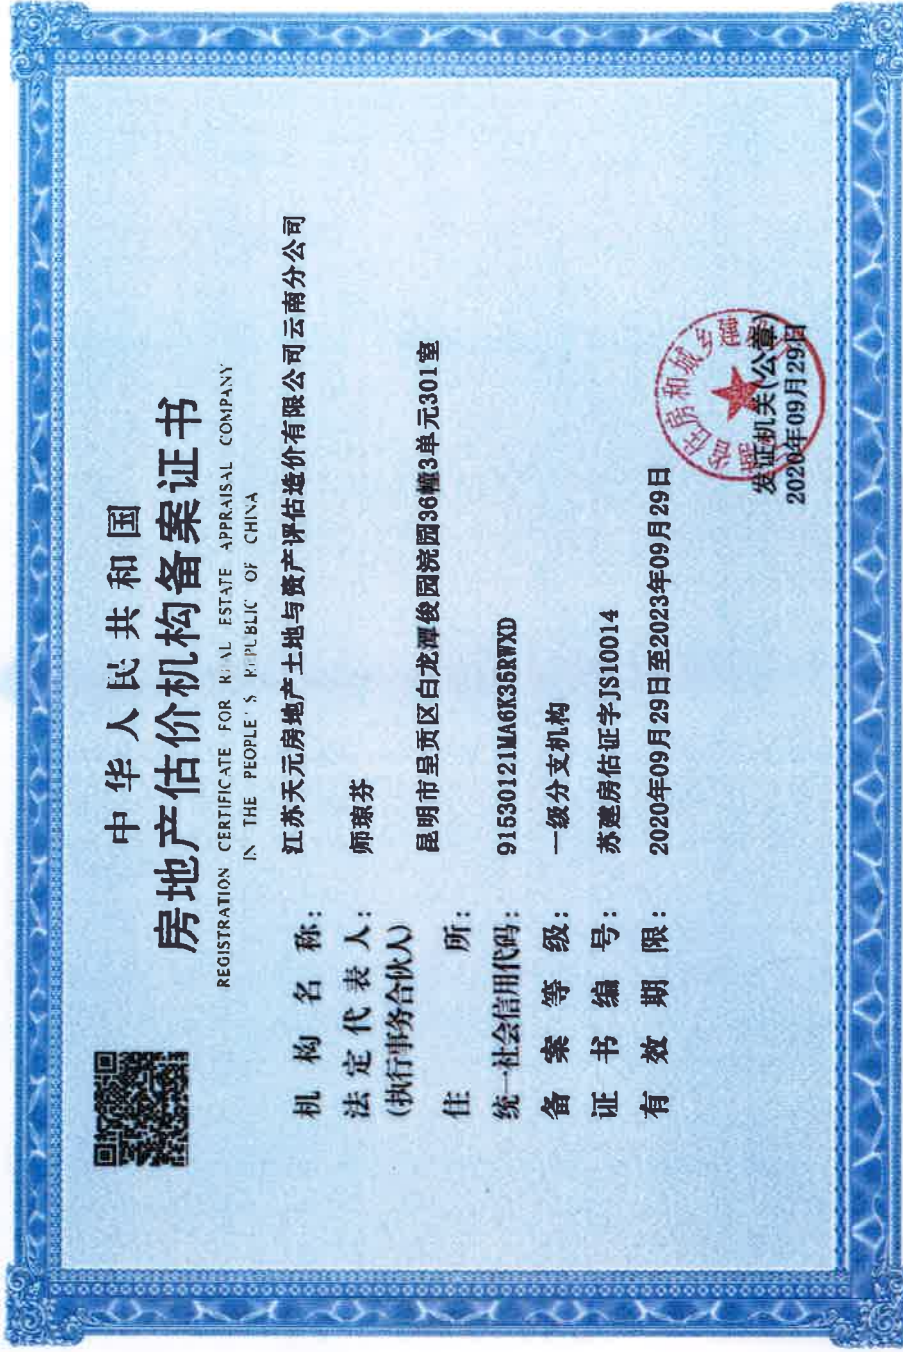 中华人民共和国
房地产估价机构备案证书
REGISTRATION CERTIFICATE FOR REAL ESTATE APPRAISAL COMPANY
IN THE PEOPLE'S REPUBLIC OF CHINA
机构名称: 江苏天元房地产土地与资产评估造价有限公司云南分公司
法定代表人: 师琼芬
(执行事务合伙人)
住所: 昆明市呈贡区白龙潭俊园浣园36幢3单元301室
统一社会信用代码: 91530121MA6K35RWXD
备案等级: 一级分支机构
证书编号: 苏建房估证字JS10014
有效期限: 2020年09月29日至2023年09月29日
省住房和城乡建
发证机关(公章)
2020年09月29日